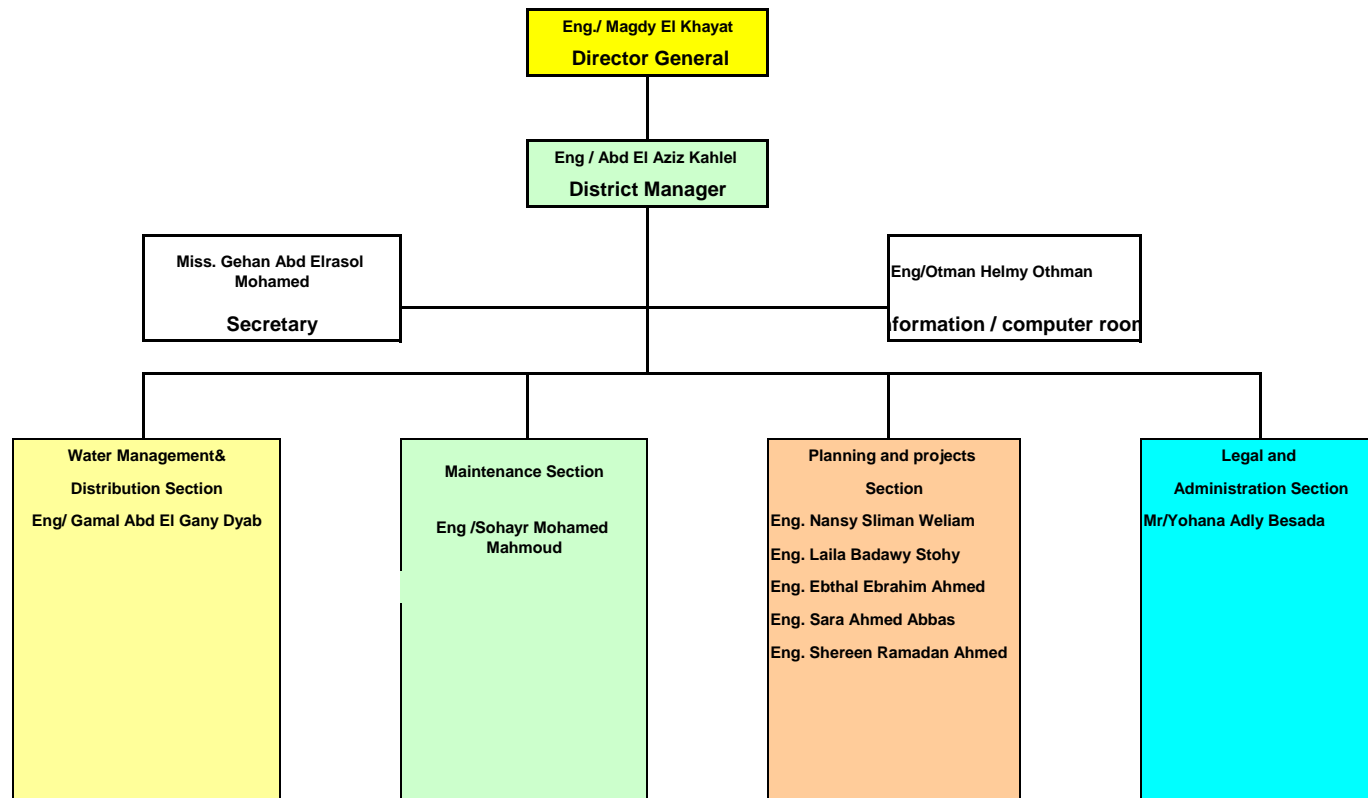 Eng./ Magdy El Khayat
Director General
Eng / Abd El Aziz Kahlel
District Manager
Miss. Gehan Abd Elrasol
Mohamed
Secretary
Eng/Otman Helmy Othman
formation / computer roor
Water Management&
Distribution Section
Eng/ Gamal Abd El Gany Dyab
Maintenance Section
Eng /Sohayr Mohamed
Mahmoud
Planning and projects
Section
Eng. Nansy Sliman Weliam
Eng. Laila Badawy Stohy
Eng. Ebthal Ebrahim Ahmed
Eng. Sara Ahmed Abbas
Eng. Shereen Ramadan Ahmed
Legal and
Administration Section
Mr/Yohana Adly Besada